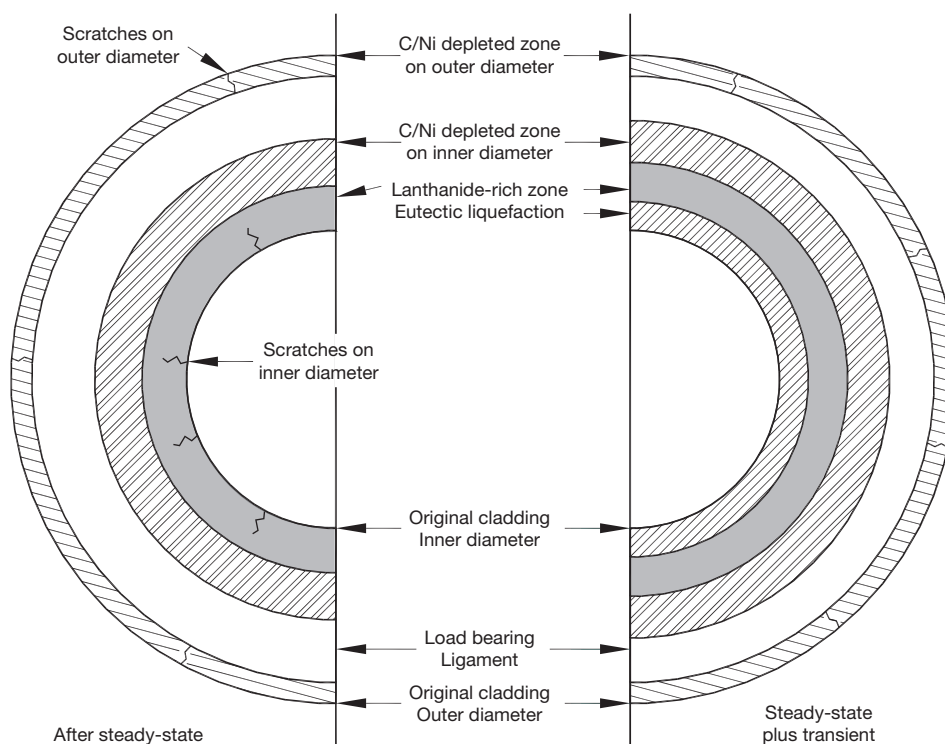 Scratches on
outer diameter
C/Ni depleted zone
on outer diameter
C/Ni depleted zone
on inner diameter
Lanthanide-rich zone
Eutectic liquefaction
Scratches on
inner diameter
Original cladding
Inner diameter
Load bearing
Ligament
Original cladding
Outer diameter
After steady-state
Steady-state
plus transient